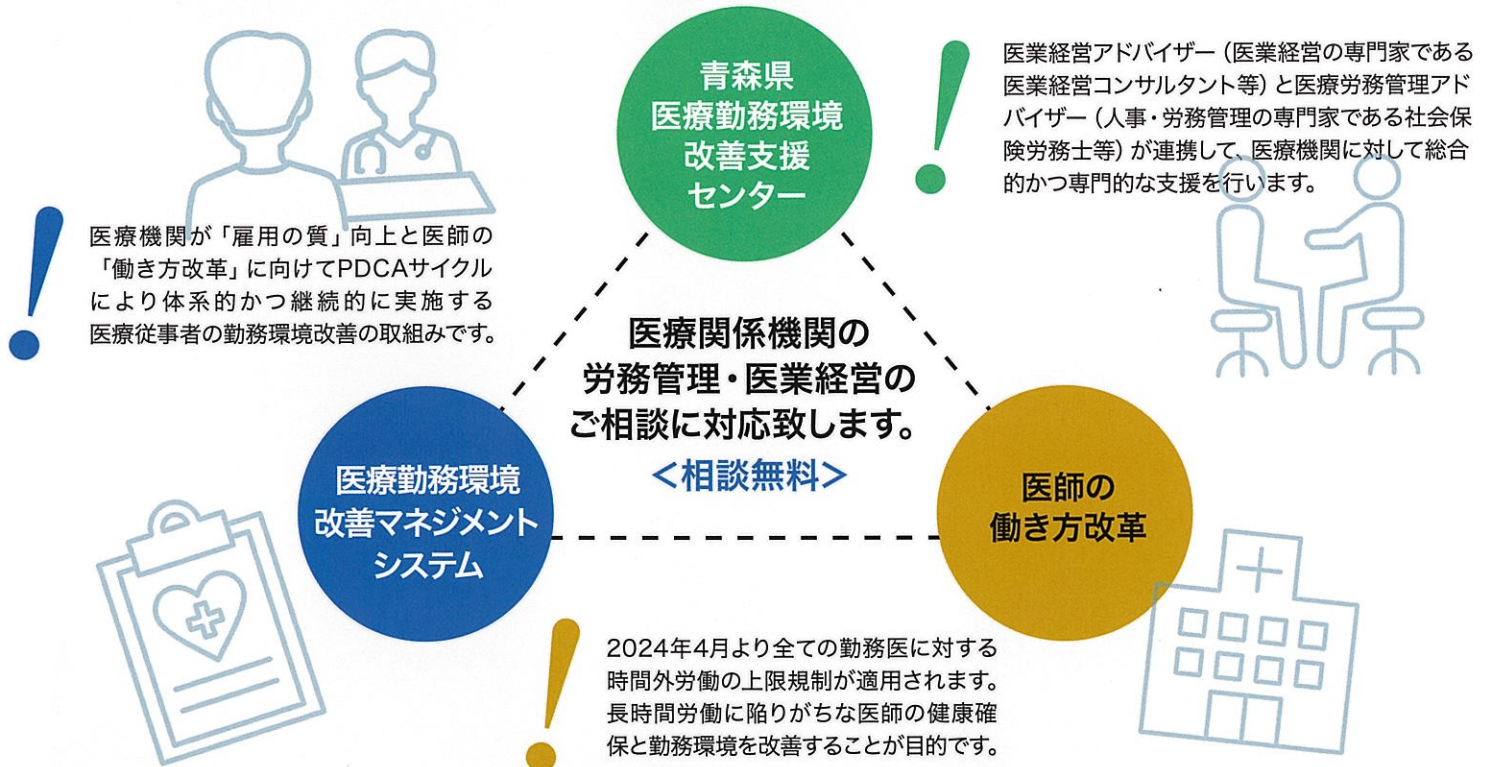 青森県
医療勤務環境
改善支援
センター
医業経営アドバイザー（医業経営の専門家である
医業経営コンサルタント等）と医療労務管理アド
バイザー（人事・労務管理の専門家である社会保
険労務士等）が連携して、医療機関に対して総合
的かつ専門的な支援を行います。
医療機関が「雇用の質」向上と医師の
「働き方改革」に向けてPDCAサイクル
により体系的かつ継続的に実施する
医療従事者の勤務環境改善の取組みです。
医療関係機関の
労務管理・医業経営の
ご相談に対応致します。
＜相談無料＞
医療勤務環境
改善マネジメント
システム
医師の
働き方改革
2024年4月より全ての勤務医に対する
時間外労働の上限規制が適用されます。
長時間労働に陥りがちな医師の健康確
保と勤務環境を改善することが目的です。